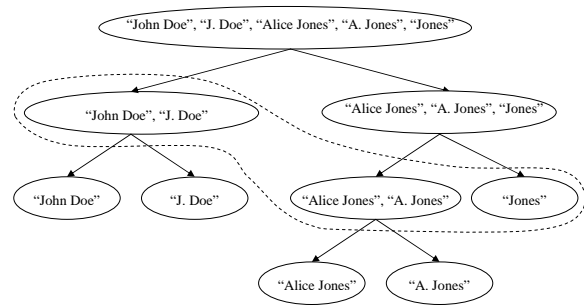 “John Doe”, “J. Doe”, “Alice Jones”, “A. Jones”, “Jones”
“John Doe”, “J. Doe”
“Alice Jones”, “A. Jones”, “Jones”
“John Doe”
“J. Doe”
“Alice Jones”, “A. Jones”
“Jones”
“Alice Jones”
“A. Jones”